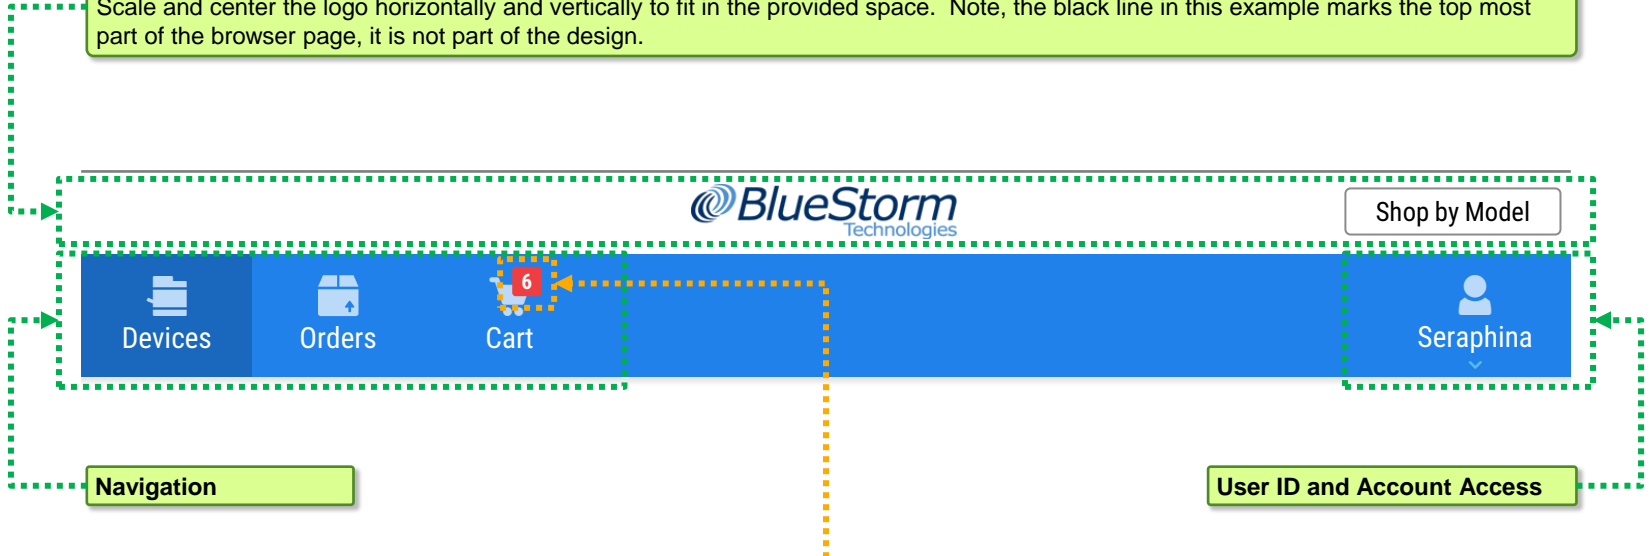 Scale and center the logo horizontally and vertically to fit in the provided space. Note, the black line in this example marks the top most
part of the browser page, it is not part of the design.
BlueStorm
Technologies
Shop by Model
6
Devices
Orders
Cart
Seraphina
Navigation
User ID and Account Access